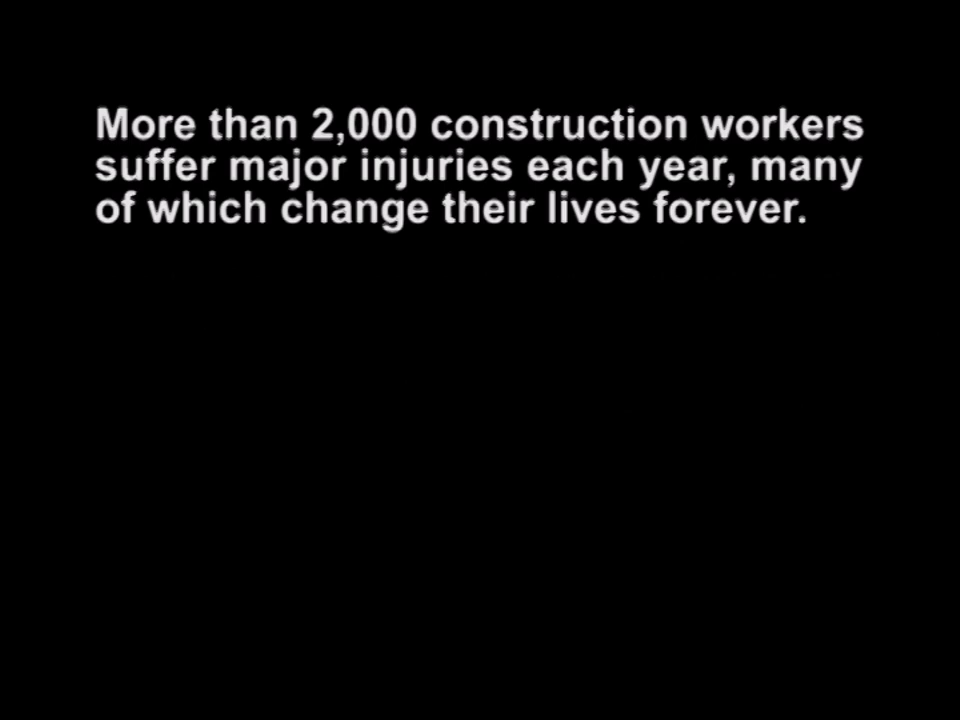 More than 2,000 construction workers
suffer major injuries each year, many
of which change their lives forever.